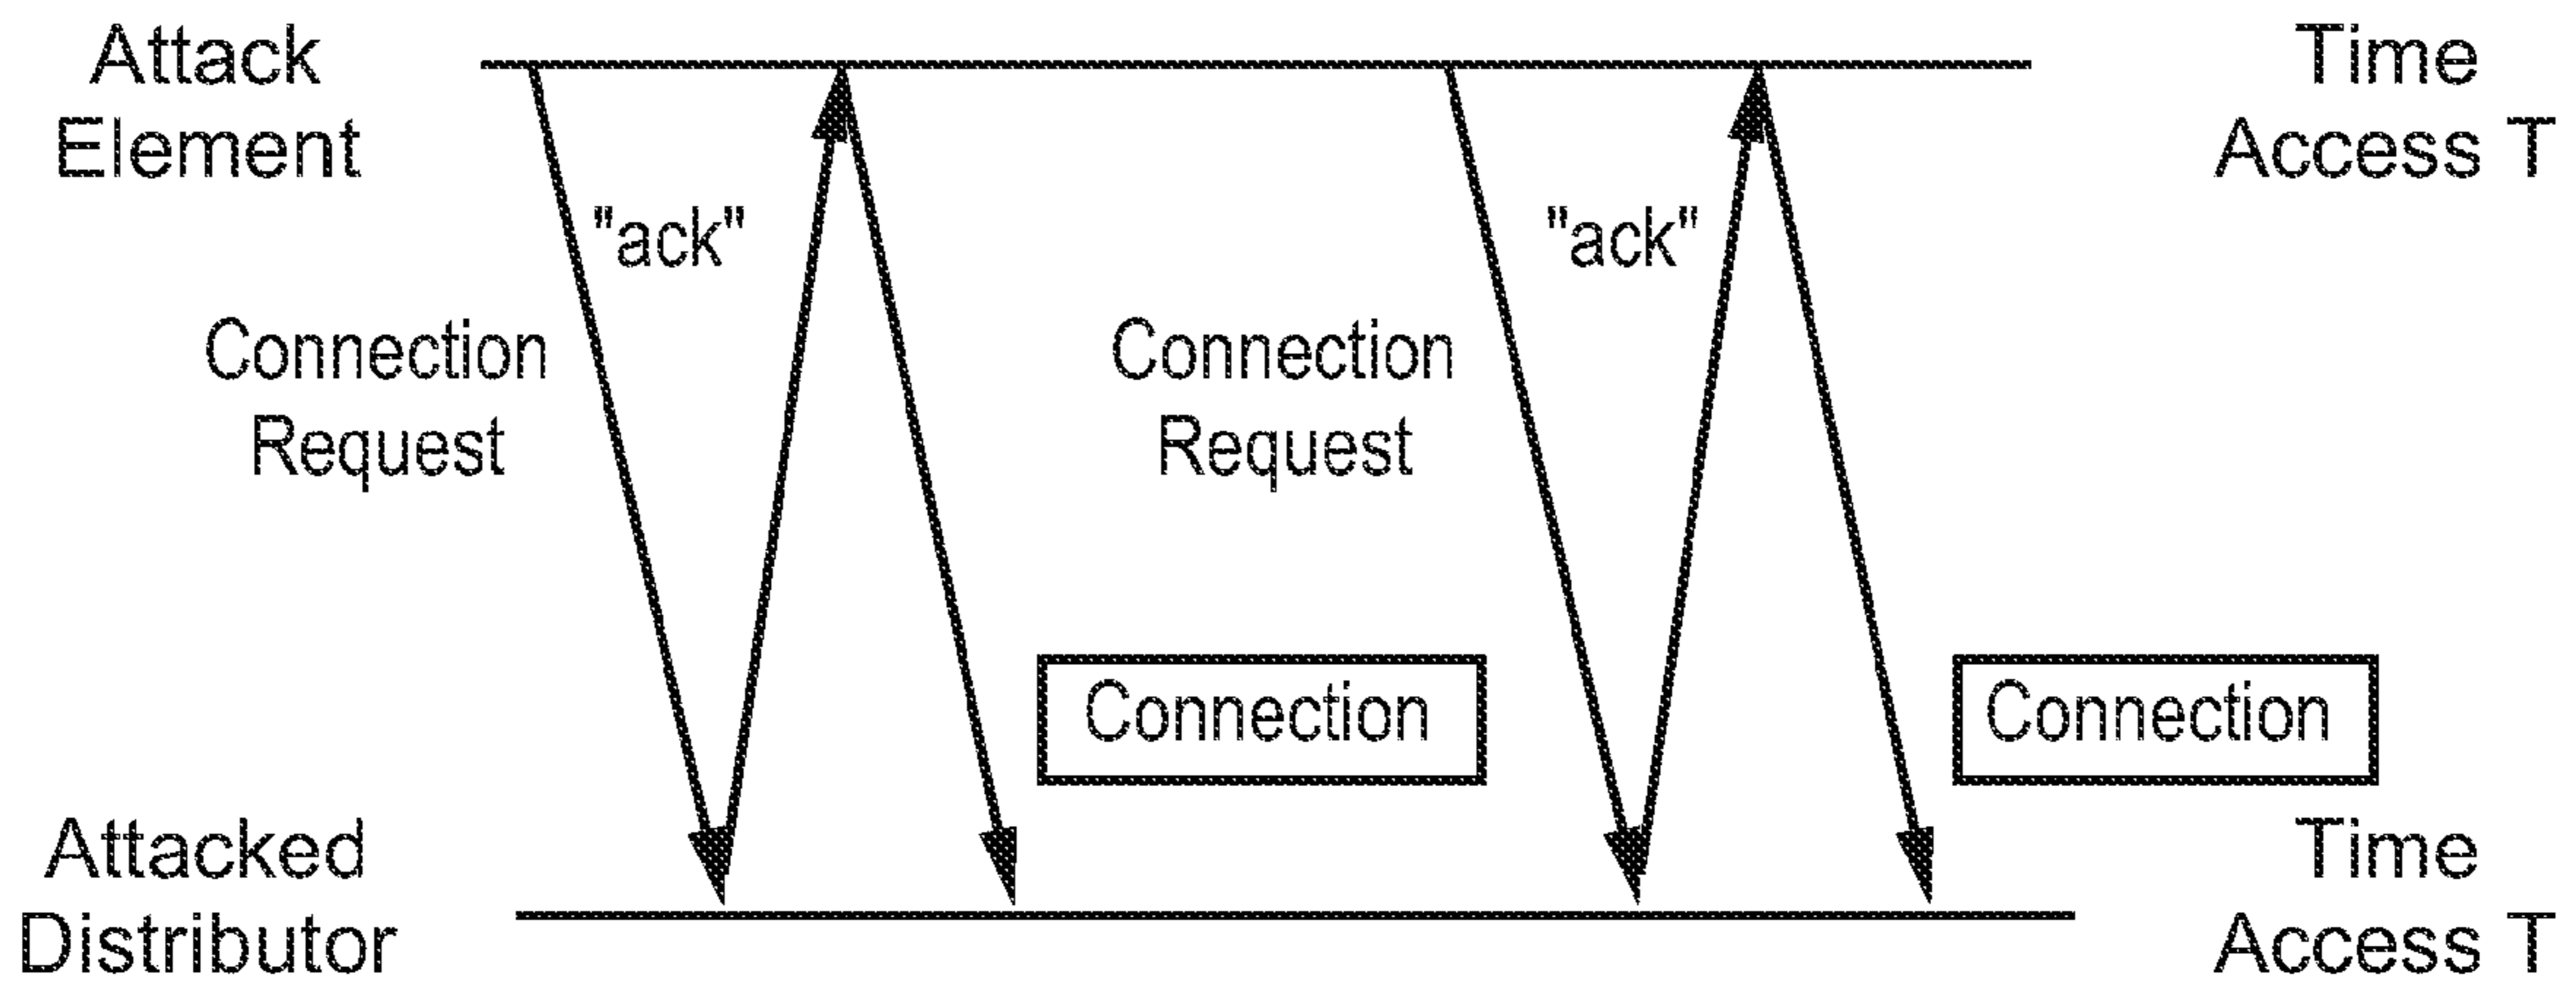 Attack
Element
Time
Access T
"ack"
"ack"
Connection
Request
Connection
Request
Connection
Connection
Attacked
Distributor
Time
Access T